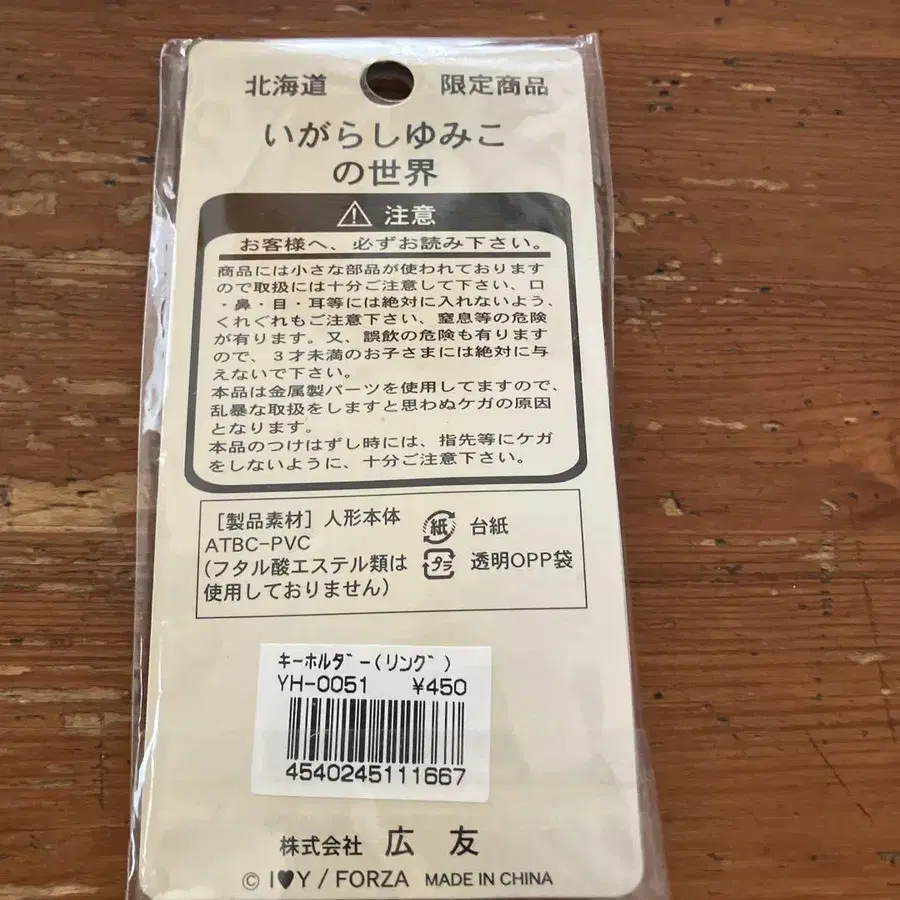 北海道 限定商品
いがらしゆみこ
の世界
⚠ 注意
お客様へ、必ずお読み下さい。
商品には小さな部品が使われております
ので取扱には十分ご注意して下さい、口
・鼻・目・耳等には絶対に入れないよう、
くれぐれもご注意下さい、窒息等の危険
が有ります。又、誤飲の危険も有ります
ので、３才未満のお子さまには絶対に与
えないで下さい。
本品は金属製パーツを使用してますので、
乱暴な取扱をしますと思わぬケガの原因
となります。
本品のつけはずし時には、指先等にケガ
をしないように、十分ご注意下さい。
［製品素材］人形本体
ATBC-PVC
(フタル酸エステル類は
使用しておりません)
紙 台紙
プラ 透明OPP袋
ｷｰﾎﾙﾀﾞｰ(ﾘﾝｸﾞ)
YH-0051 ¥450
4540245111667
株式会社 広友
© I♥Y / FORZA MADE IN CHINA